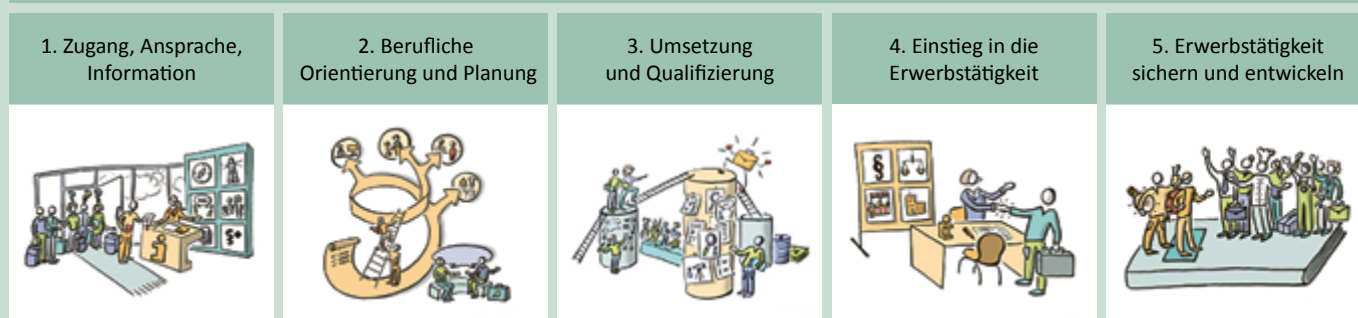 1. Zugang, Ansprache,
Information
2. Berufliche
Orientierung und Planung
3. Umsetzung
und Qualifizierung
4. Einstieg in die
Erwerbstätigkeit
5. Erwerbstätigkeit
sichern und entwickeln
§